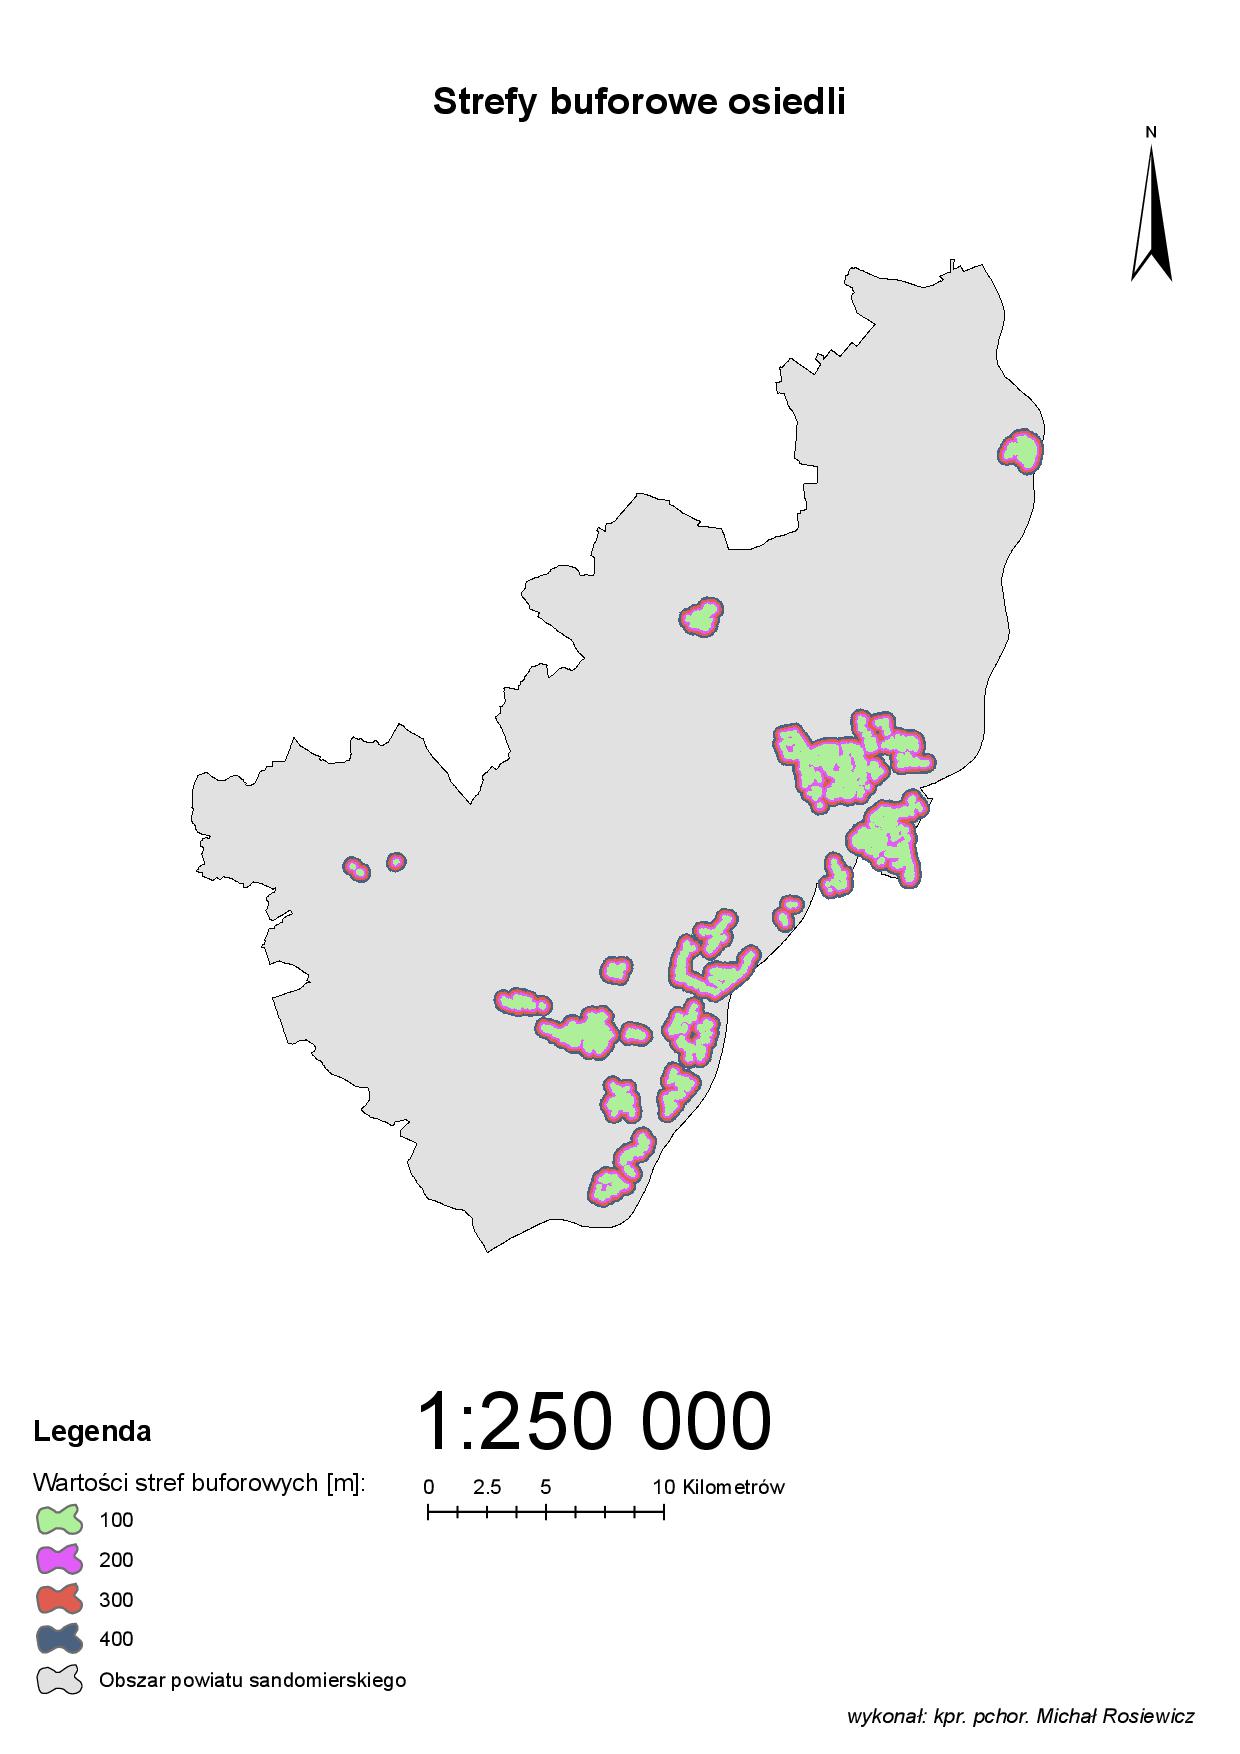 Strefy buforowe osiedli
N
1:250 000
0 2.5 5 10 Kilometrów
Legenda
Wartości stref buforowych [m]:
100
200
300
400
Obszar powiatu sandomierskiego
wykonał: kpr. pchor. Michał Rosiewicz